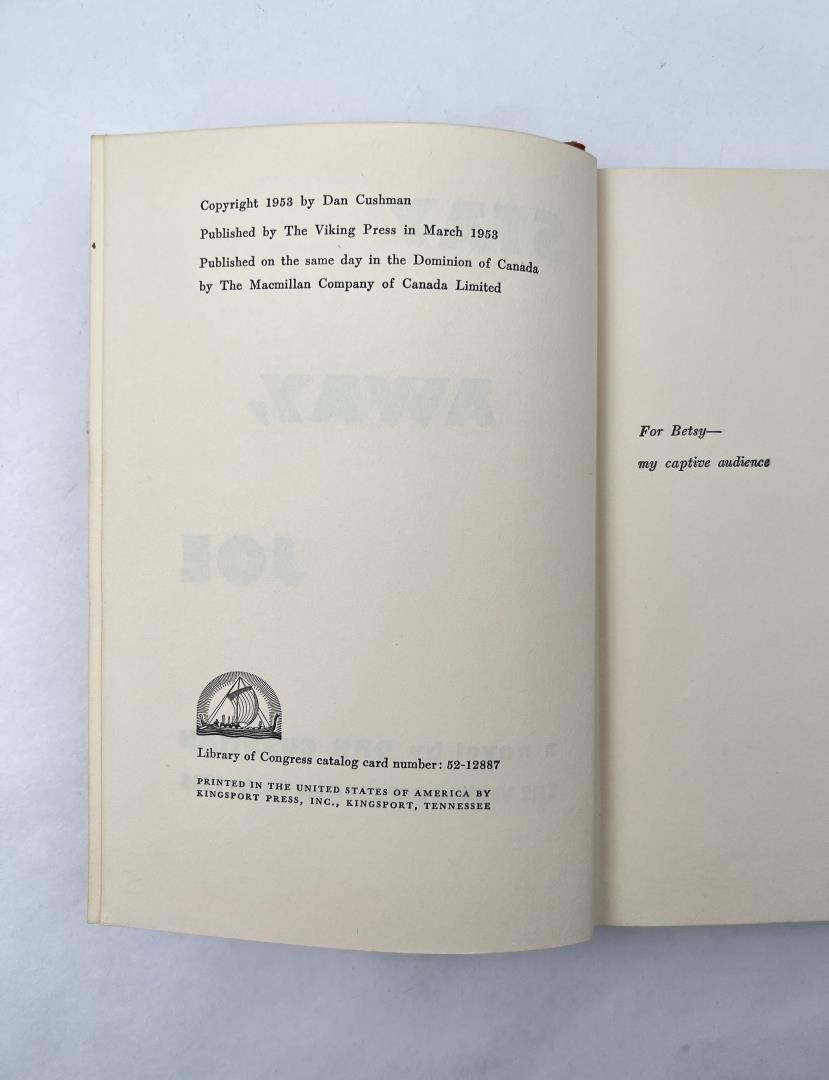 Copyright 1953 by Dan Cushman
Published by The Viking Press in March 1953
Published on the same day in the Dominion of Canada
by The Macmillan Company of Canada Limited
AWAY,
JOE
Library of Congress catalog card number: 52-12887
PRINTED IN THE UNITED STATES OF AMERICA BY
KINGSPORT PRESS, INC., KINGSPORT, TENNESSEE
For Betsy—
my captive audience